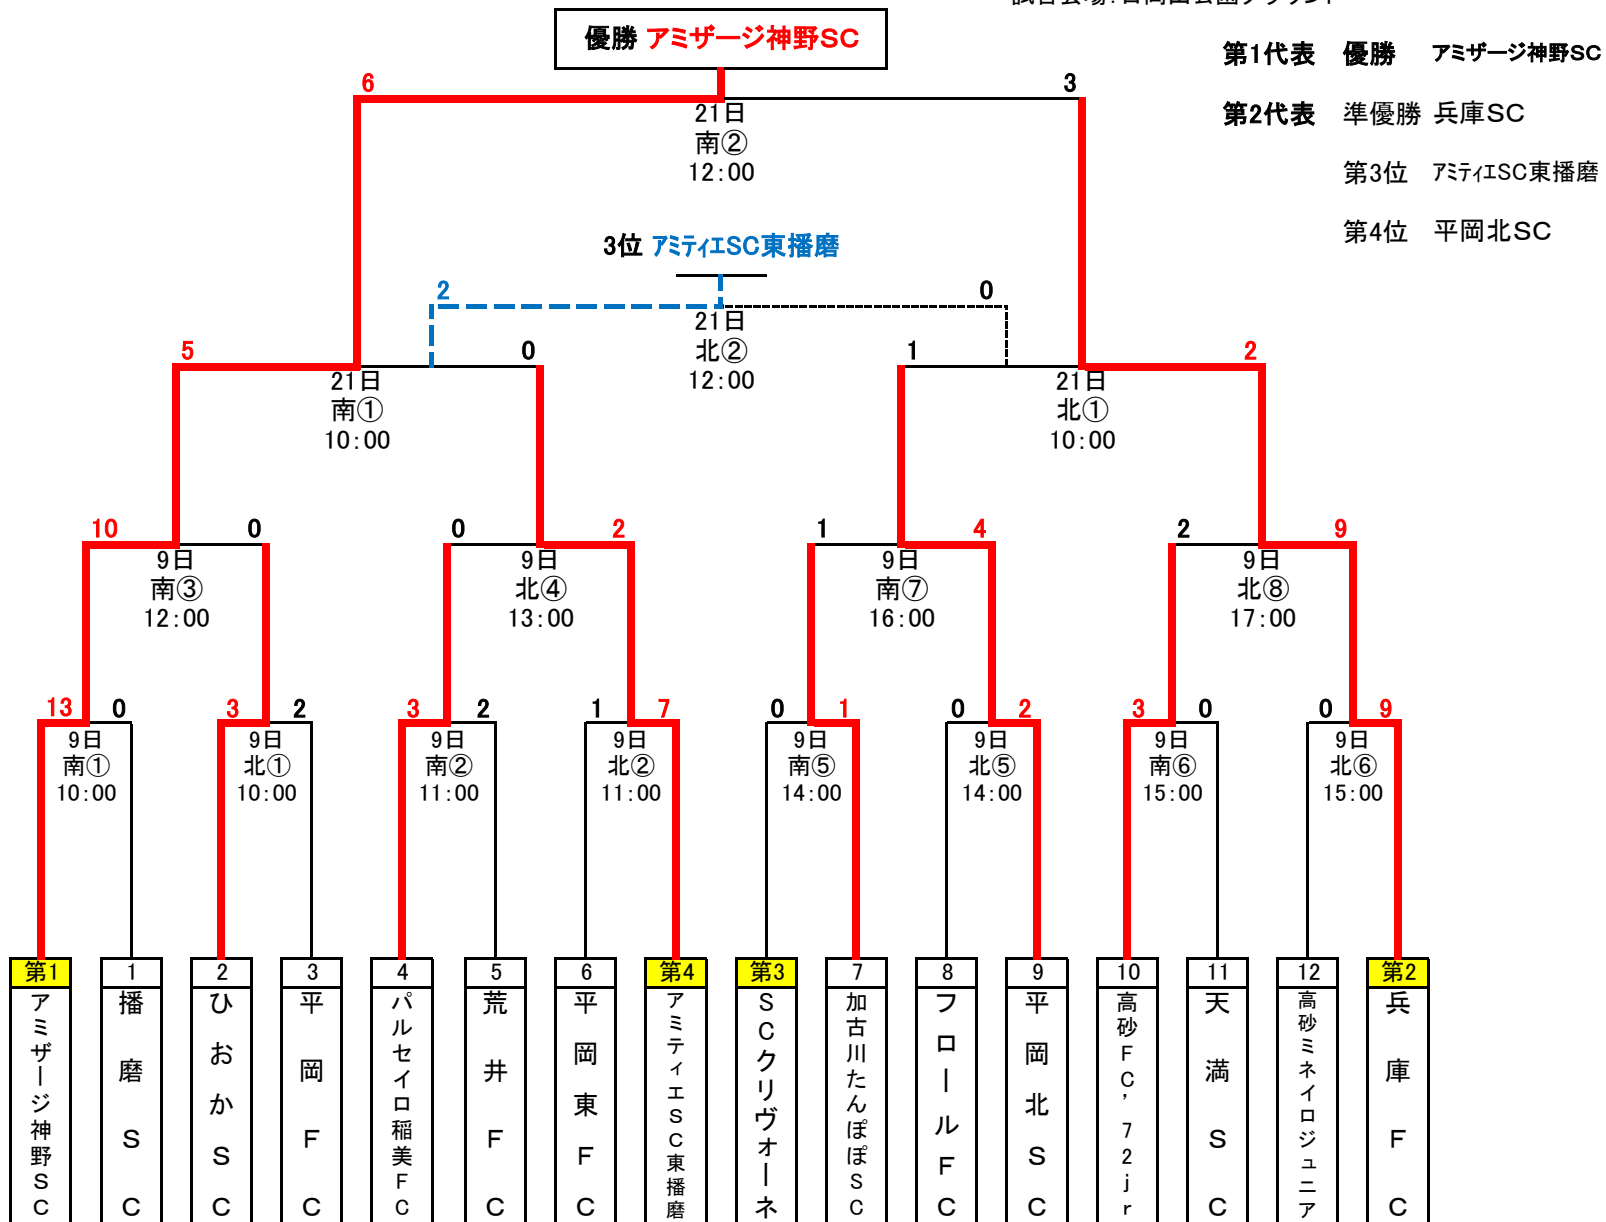 優勝 アミザージ神野SC
第1代表 優勝 アミザージ神野SC
第2代表 準優勝 兵庫SC
第3位 アミティエSC東播磨
第4位 平岡北SC
6 3
21日
南②
12:00
3位 アミティエSC東播磨
2 0
21日
北②
12:00
5 0 1 2
21日 21日
南① 北①
10:00 10:00
10 0 0 2 1 4 2 9
9日 9日 9日 9日
南③ 北④ 南⑦ 北⑧
12:00 13:00 16:00 17:00
13 0 3 2 3 2 1 7 0 1 0 2 3 0 0 9
9日 9日 9日 9日 9日 9日 9日 9日
南① 北① 南② 北② 南⑤ 北⑤ 南⑥ 北⑥
10:00 10:00 11:00 11:00 14:00 14:00 15:00 15:00
第1 1 2 3 4 5 6 第4 第3 7 8 9 10 11 12 第2
アミザージ神野SC
播磨SC
ひおかSC
平岡FC
パルセイロ稲美FC
荒井FC
平岡東FC
アミティエSC東播磨
SCクリヴォーネ
加古川たんぽぽSC
フロールFC
平岡北SC
高砂FC’72jr
天満SC
高砂ミネイロジュニア
兵庫FC